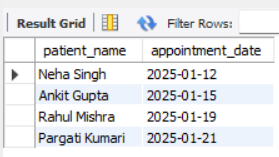 Result Grid Filter Rows:
patient_name appointment_date
Neha Singh 2025-01-12
Ankit Gupta 2025-01-15
Rahul Mishra 2025-01-19
Pargati Kumari 2025-01-21